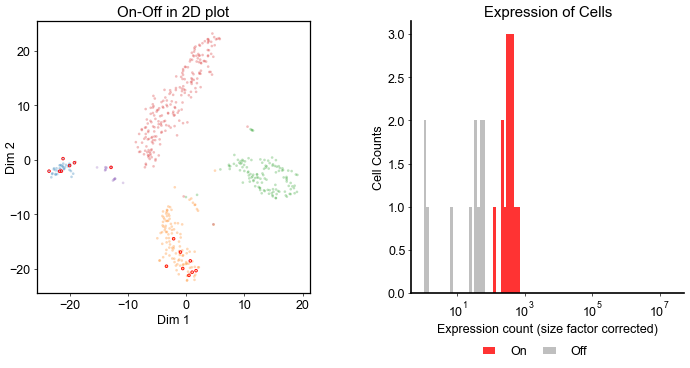 On-Off in 2D plot
Expression of Cells
20
10
0
−10
−20
Dim 2
−20 −10 0 10 20
Dim 1
3.0
2.5
2.0
1.5
1.0
0.5
0.0
Cell Counts
10^1 10^3 10^5 10^7
Expression count (size factor corrected)
On Off